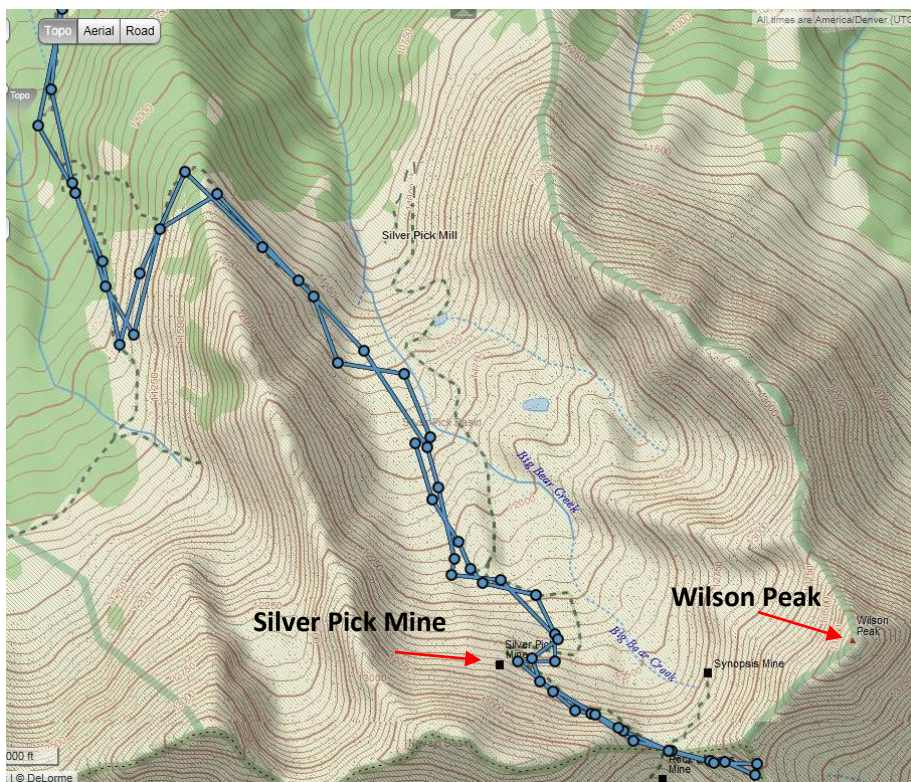 All times are America/Denver (UTC
Topo Aerial Road
Topo
Silver Pick Mill
Big Bear Creek
Silver Pick Mine
Wilson Peak
Wilson
Peak
Silver Pick
Mine
Big Bear Creek
Synopsis Mine
000 ft
Mine
| © DeLorme